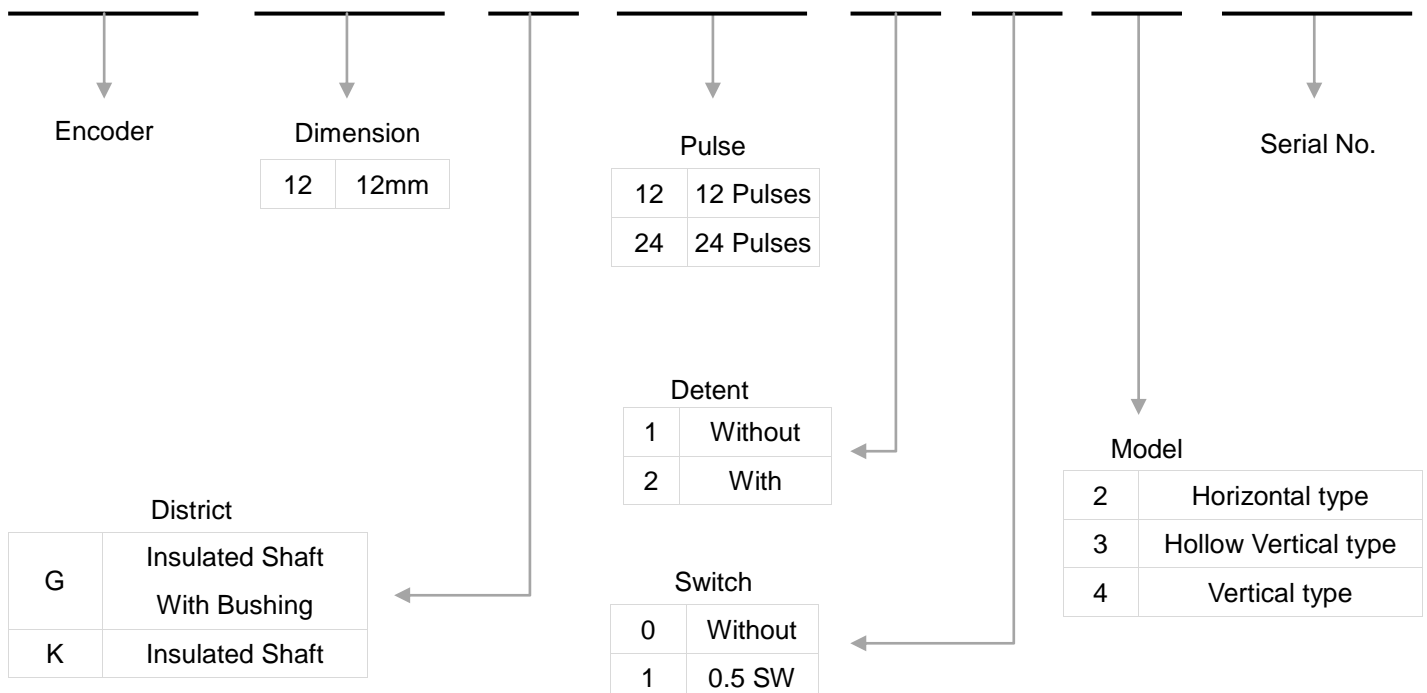 Encoder
Dimension
12 12mm
Pulse
12 12 Pulses
24 24 Pulses
Serial No.
Detent
1 Without
2 With
Model
2 Horizontal type
3 Hollow Vertical type
4 Vertical type
District
G Insulated Shaft
With Bushing
K Insulated Shaft
Switch
0 Without
1 0.5 SW